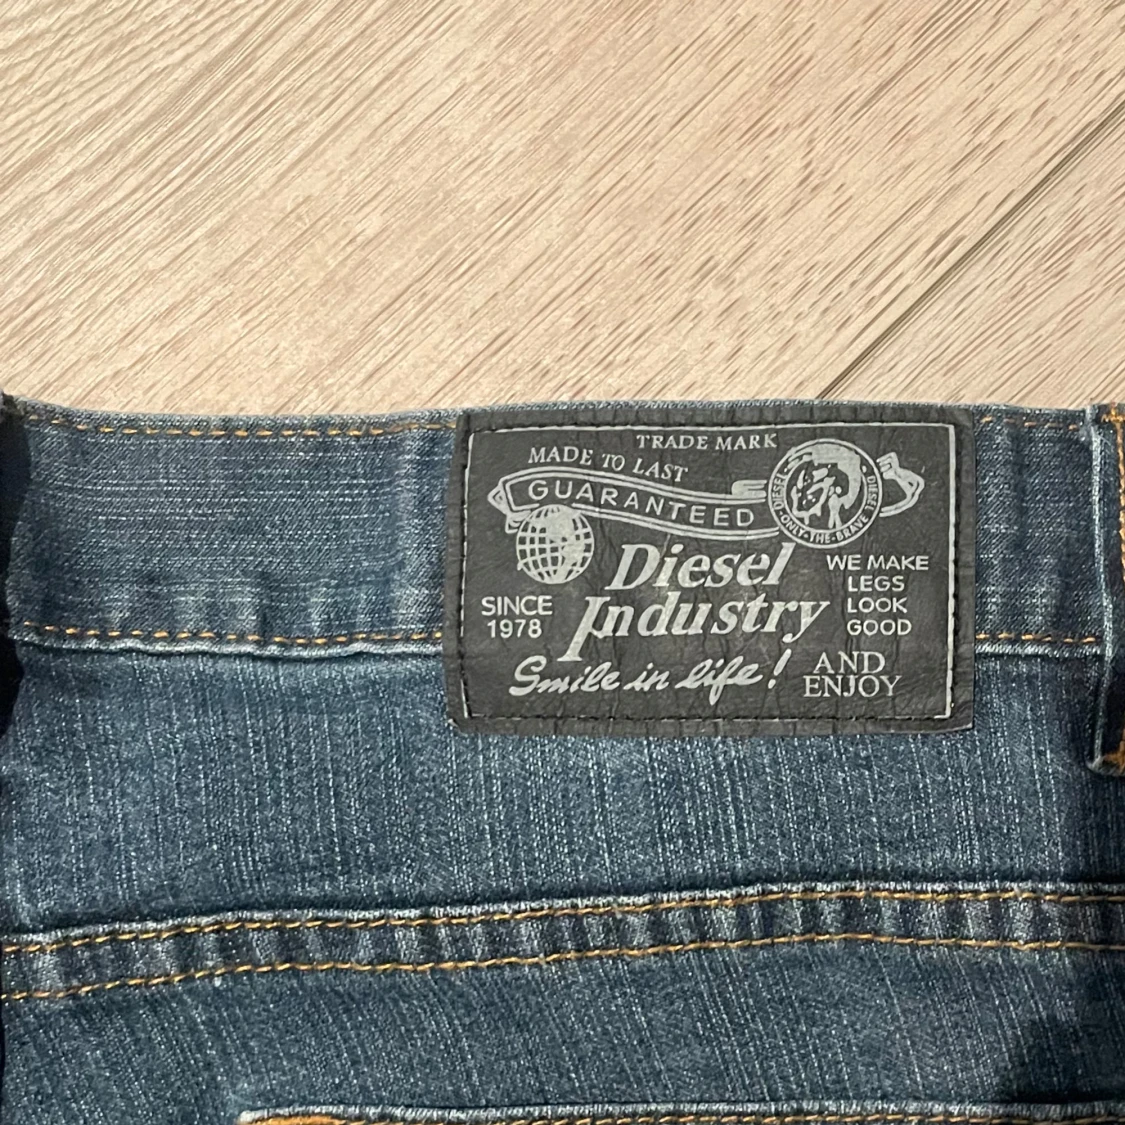 TRADE MARK
MADE TO LAST
GUARANTEED
DIESEL ONLY·THE·BRAVE DIESEL
Diesel
Industry
SINCE
1978
WE MAKE
LEGS
LOOK
GOOD
Smile in life!
AND
ENJOY